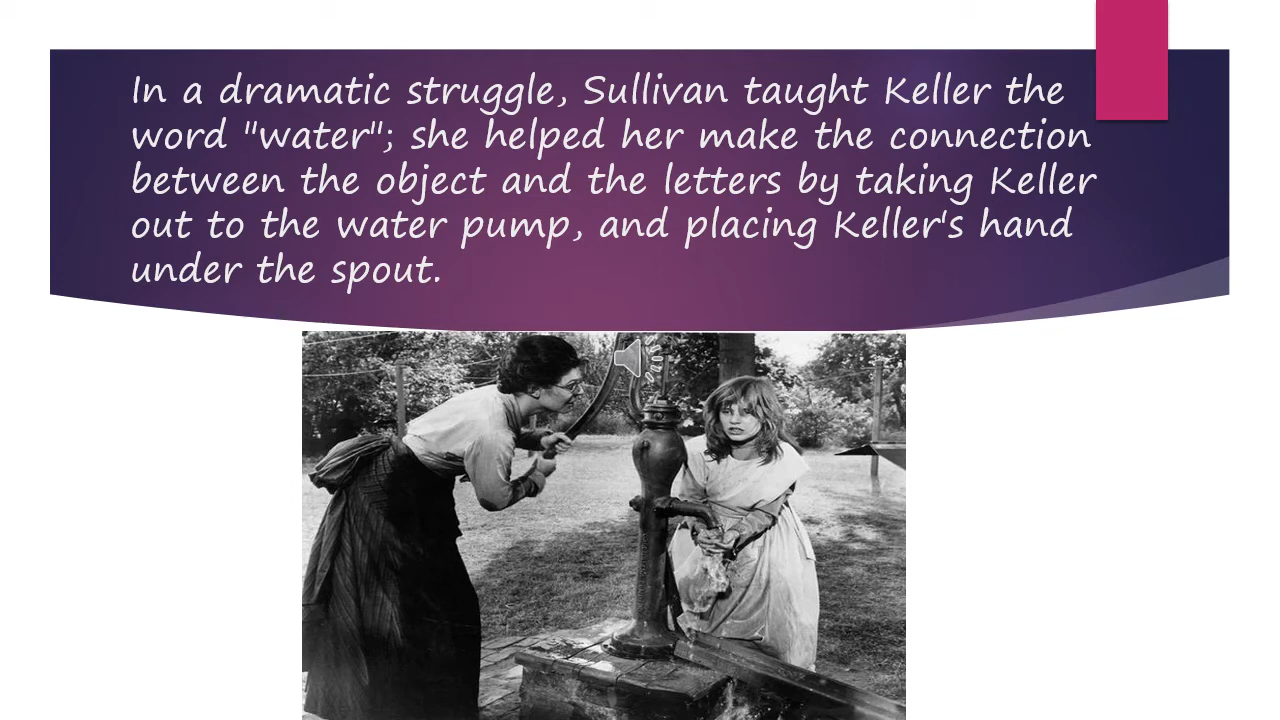 In a dramatic struggle, Sullivan taught Keller the
word "water"; she helped her make the connection
between the object and the letters by taking Keller
out to the water pump, and placing Keller's hand
under the spout.